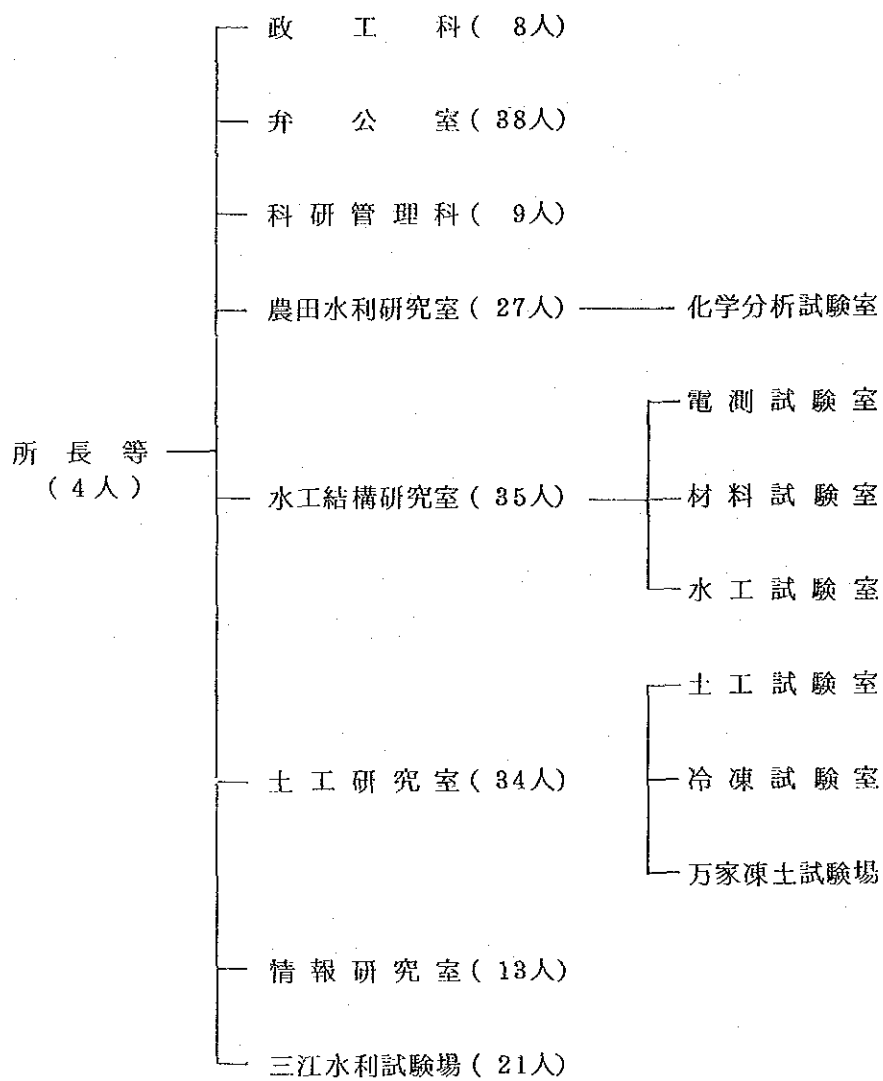 政工科(8人)
弁公室(38人)
科研管理科(9人)
農田水利研究室(27人)
化学分析試験室
電測試験室
所長等
(4人)
水工結構研究室(35人)
材料試験室
水工試験室
土工試験室
土工研究室(34人)
冷凍試験室
万家凍土試験場
情報研究室(13人)
三江水利試験場(21人)